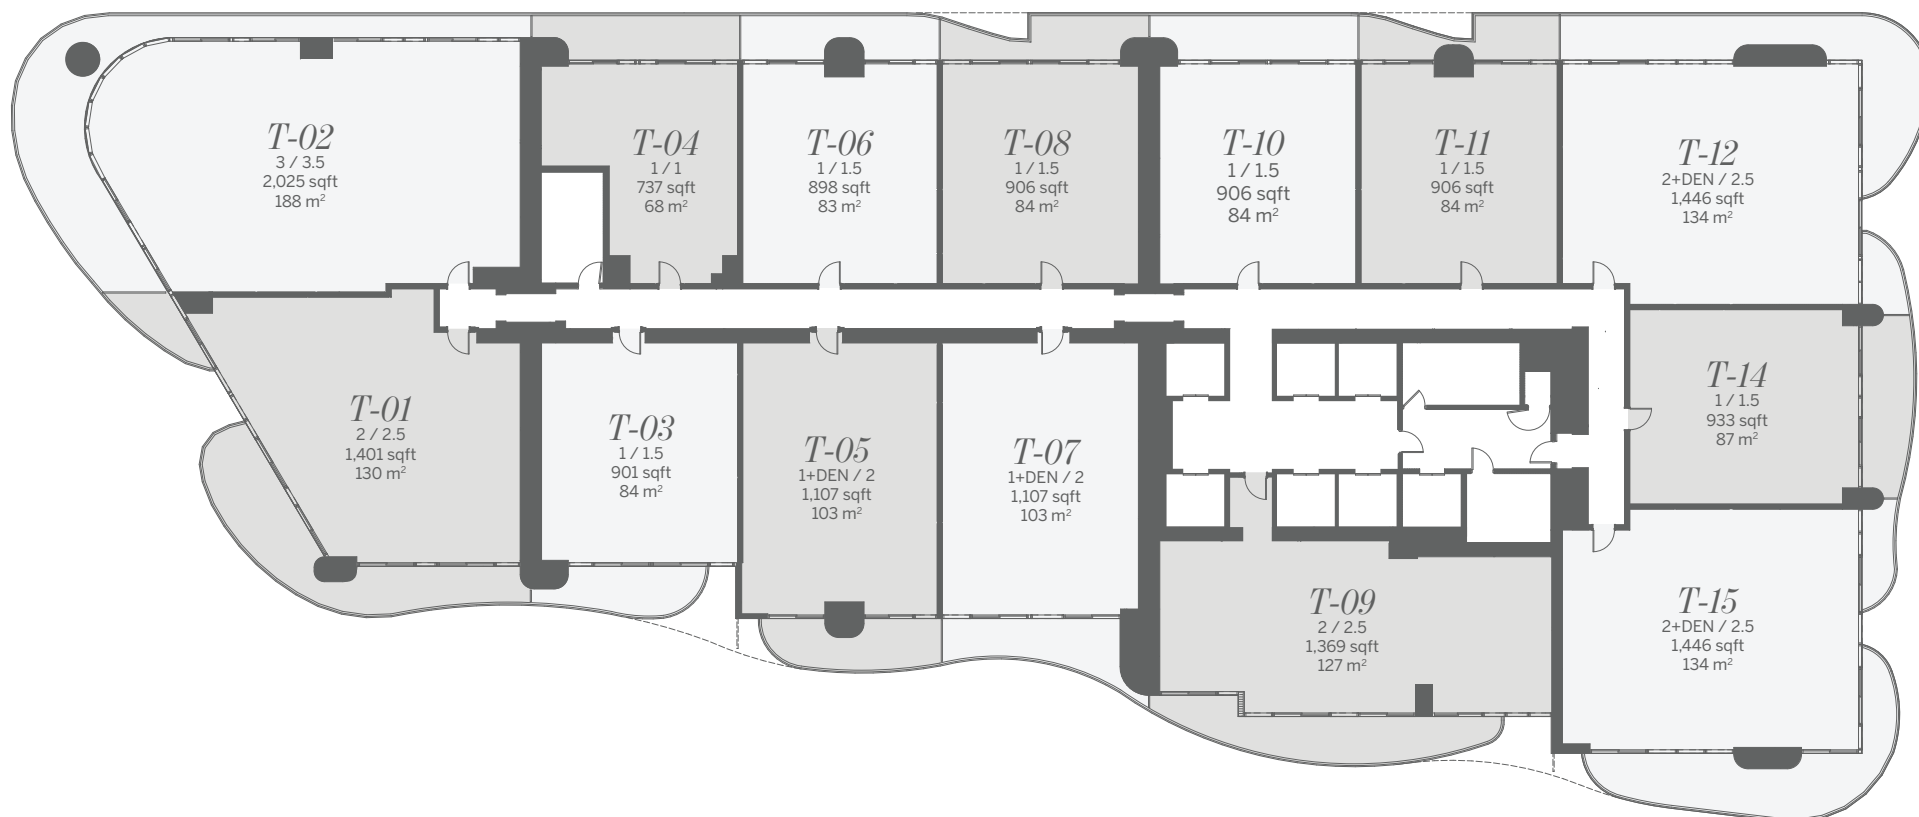 T-02
3 / 3.5
2,025 sqft
188 m²
T-04
1 / 1
737 sqft
68 m²
T-06
1 / 1.5
898 sqft
83 m²
T-08
1 / 1.5
906 sqft
84 m²
T-10
1 / 1.5
906 sqft
84 m²
T-11
1 / 1.5
906 sqft
84 m²
T-12
2+DEN / 2.5
1,446 sqft
134 m²
T-01
2 / 2.5
1,401 sqft
130 m²
T-03
1 / 1.5
901 sqft
84 m²
T-05
1+DEN / 2
1,107 sqft
103 m²
T-07
1+DEN / 2
1,107 sqft
103 m²
T-14
1 / 1.5
933 sqft
87 m²
T-09
2 / 2.5
1,369 sqft
127 m²
T-15
2+DEN / 2.5
1,446 sqft
134 m²